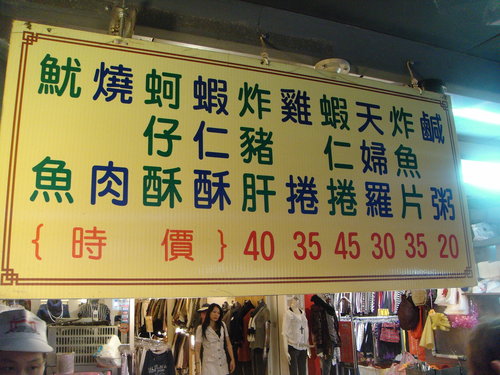 魷魚
燒肉
蚵仔酥
蝦仁酥
炸豬肝
雞捲
蝦仁捲
天婦羅
炸魚片
鹹粥
{時價} 40 35 45 30 35 20